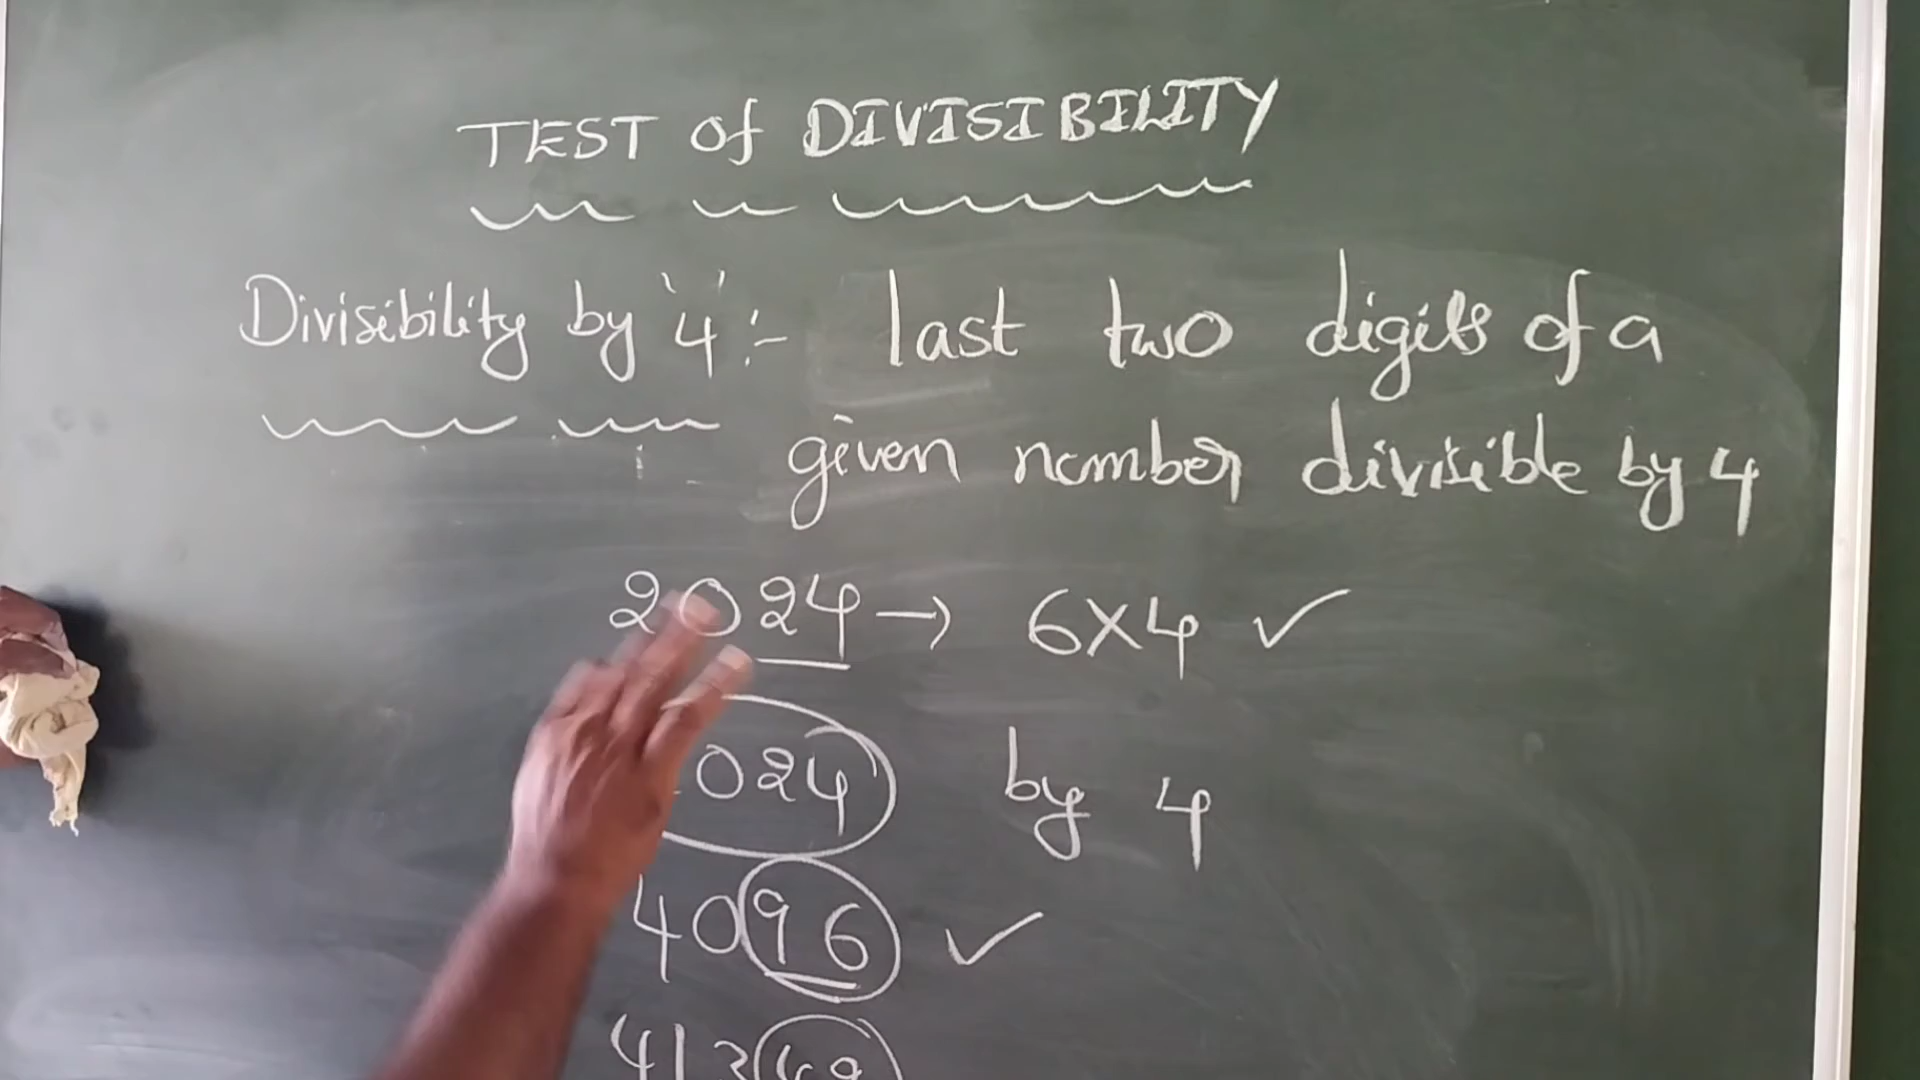 TEST of DIVISIBILITY
Divisibility by '4' :- last two digits of a
given number divisible by 4
2024 → 6X4 ✓
024 by 4
4096 ✓
413